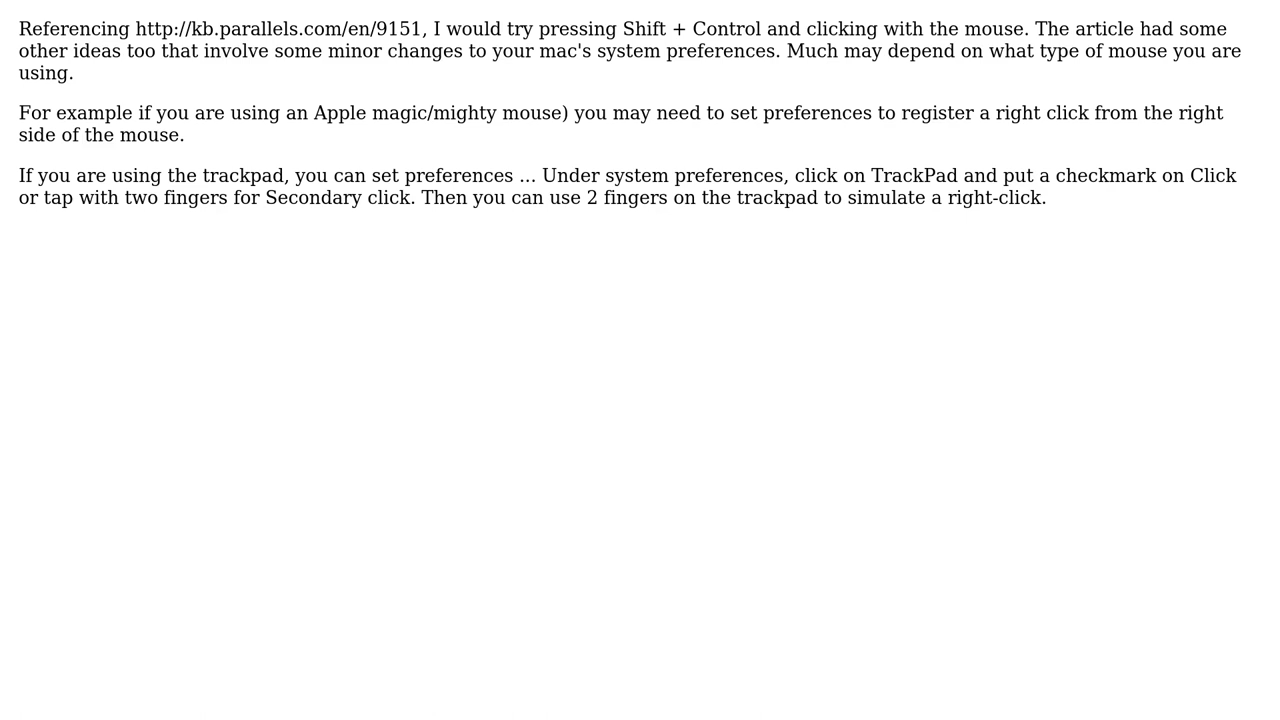 Referencing http://kb.parallels.com/en/9151, I would try pressing Shift + Control and clicking with the mouse. The article had some
other ideas too that involve some minor changes to your mac's system preferences. Much may depend on what type of mouse you are
using.
For example if you are using an Apple magic/mighty mouse) you may need to set preferences to register a right click from the right
side of the mouse.
If you are using the trackpad, you can set preferences ... Under system preferences, click on TrackPad and put a checkmark on Click
or tap with two fingers for Secondary click. Then you can use 2 fingers on the trackpad to simulate a right-click.